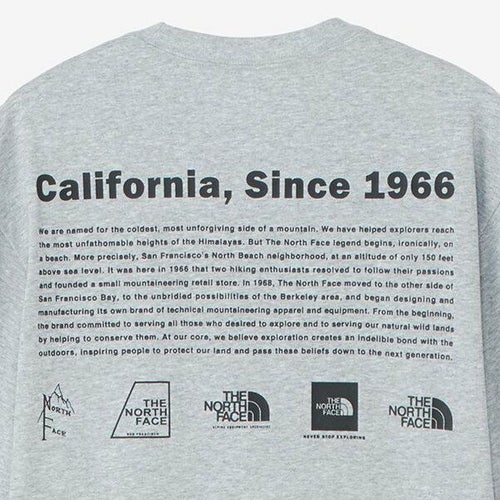 California, Since 1966
We are named for the coldest, most unforgiving side of a mountain. We have helped explorers reach
the most unfathomable heights of the Himalayas. But The North Face legend begins, ironically, on
a beach. More precisely, San Francisco's North Beach neighborhood, at an altitude of only 150 feet
above sea level. It was here in 1966 that two hiking enthusiasts resolved to follow their passions
and founded a small mountaineering retail store. In 1968, The North Face moved to the other side of
San Francisco Bay, to the unbridled possibilities of the Berkeley area, and began designing and
manufacturing its own brand of technical mountaineering apparel and equipment. From the beginning,
the brand committed to serving all those who desired to explore and to serving our natural wild lands
by helping to conserve them. At our core, we believe exploration creates an indelible bond with the
outdoors, inspiring people to protect our land and pass these beliefs down to the next generation.
North
Face
THE
NORTH
FACE
SAN FRANCISCO
THE
NORTH
FACE
ALPINE EQUIPMENT SPECIALIST
THE
NORTH
FACE
NEVER STOP EXPLORING
THE
NORTH
FACE